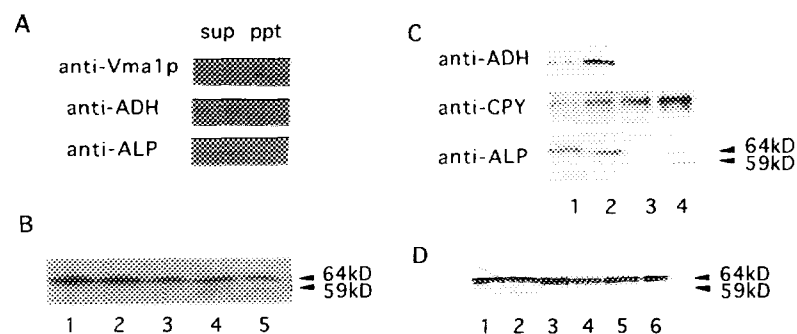 A
sup ppt
anti-Vma1p
anti-ADH
anti-ALP
B
64kD
59kD
1 2 3 4 5
C
anti-ADH
anti-CPY
anti-ALP
64kD
59kD
1 2 3 4
D
64kD
59kD
1 2 3 4 5 6